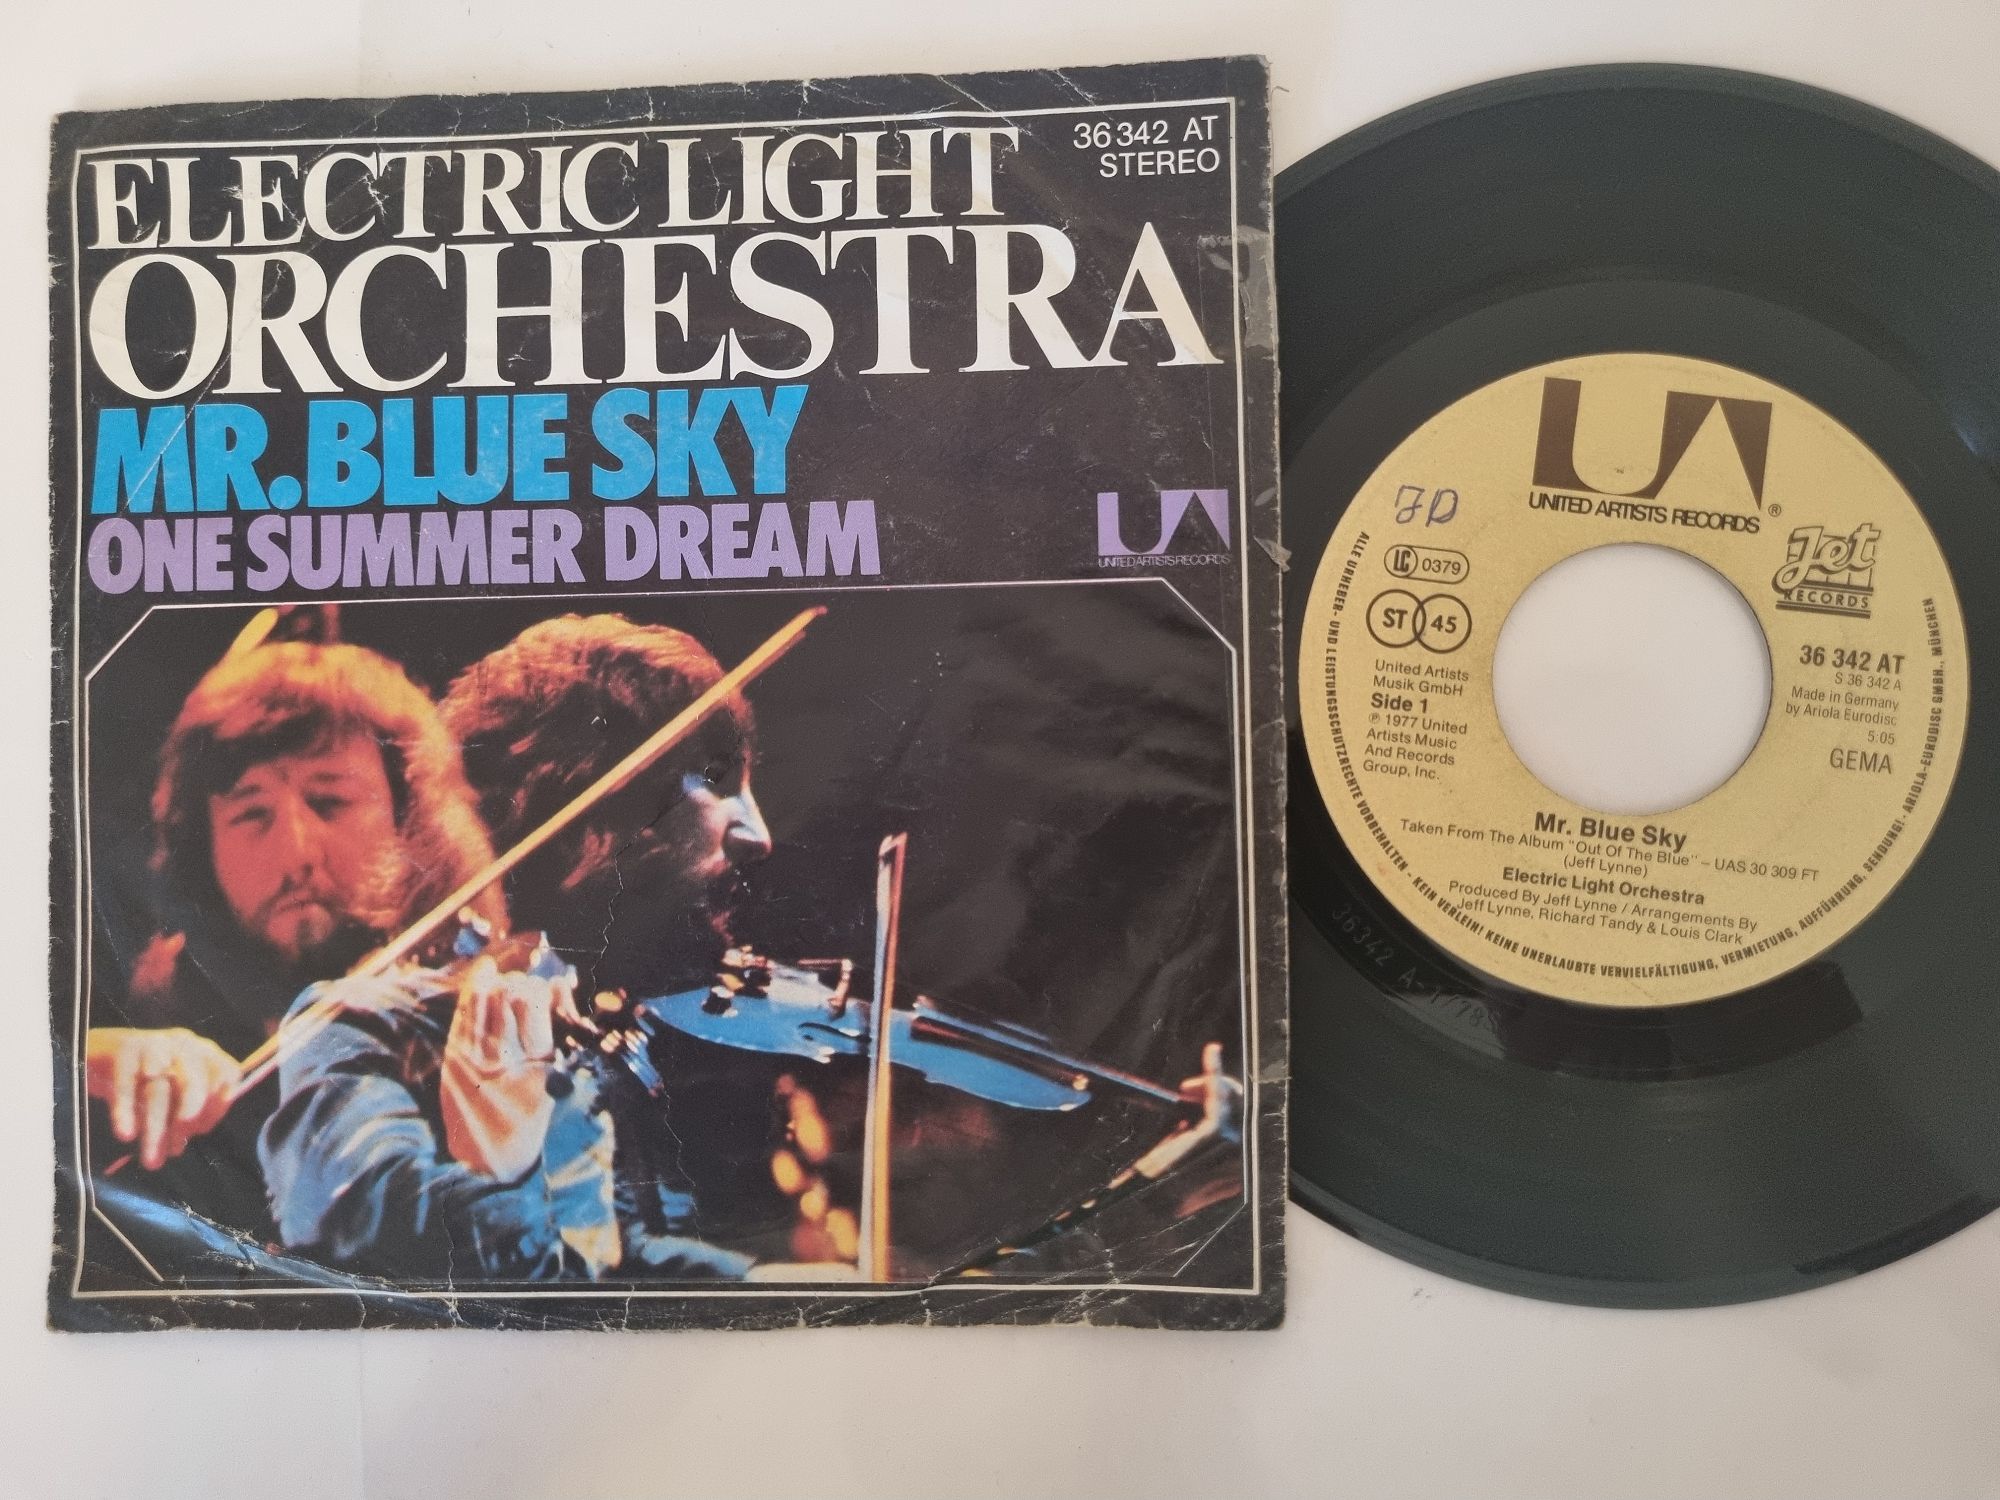 ELECTRIC LIGHT
ORCHESTRA
36 342 AT
STEREO
MR. BLUE SKY
ONE SUMMER DREAM
UA
UNITED ARTISTS RECORDS
UA
UNITED ARTISTS RECORDS ®
JD
LC 0379
ST 45
United Artists
Musik GmbH
Side 1
℗ 1977 United
Artists Music
And Records
Group, Inc.
Jet
RECORDS
36 342 AT
S 36 342 A
Made in Germany
by Ariola Eurodisc
5:05
GEMA
Mr. Blue Sky
Taken From The Album "Out Of The Blue" – UAS 30 309 FT
(Jeff Lynne)
Electric Light Orchestra
Produced By Jeff Lynne / Arrangements By
Jeff Lynne, Richard Tandy & Louis Clark
ALLE URHEBER- UND LEISTUNGSSCHUTZRECHTE VORBEHALTEN - KEIN VERLEIH! KEINE UNERLAUBTE VERVIELFÄLTIGUNG, VERMIETUNG, AUFFÜHRUNG, SENDUNG! - ARIOLA-EURODISC GMBH., MÜNCHEN
36342 A-1/78